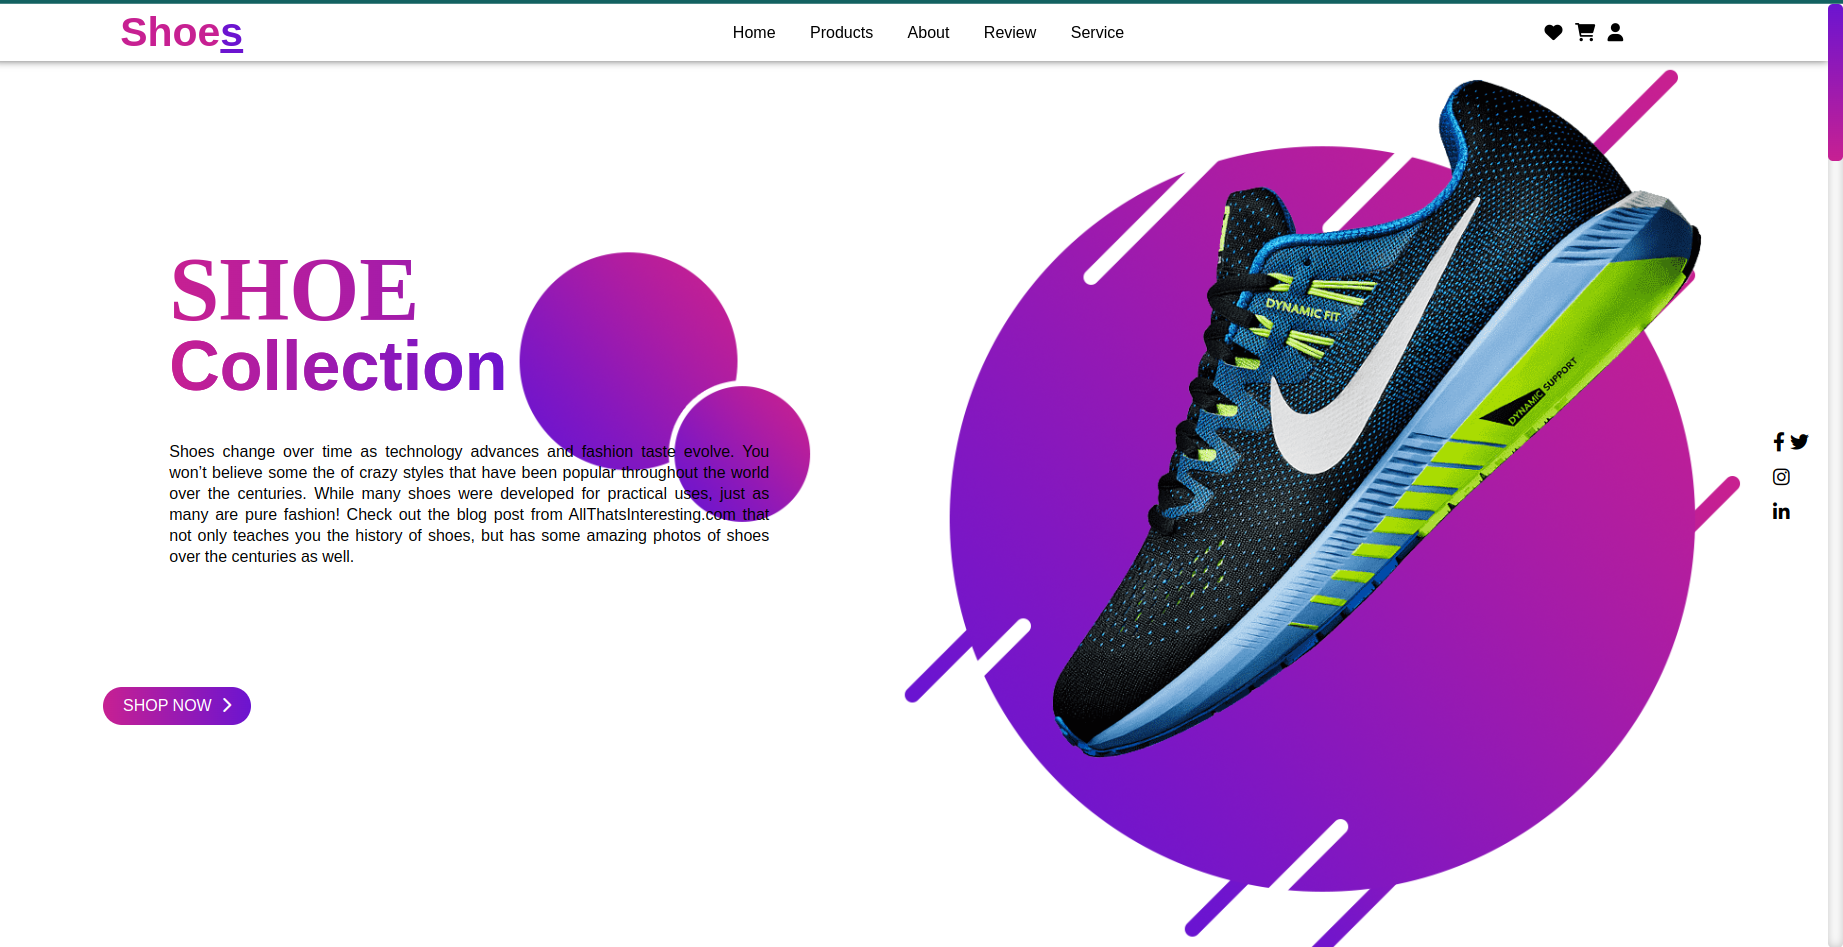 Shoes
Home
Products
About
Review
Service
SHOE
Collection
Shoes change over time as technology advances and fashion taste evolve. You
won’t believe some the of crazy styles that have been popular throughout the world
over the centuries. While many shoes were developed for practical uses, just as
many are pure fashion! Check out the blog post from AllThatsInteresting.com that
not only teaches you the history of shoes, but has some amazing photos of shoes
over the centuries as well.
SHOP NOW
DYNAMIC FIT
DYNAMIC SUPPORT